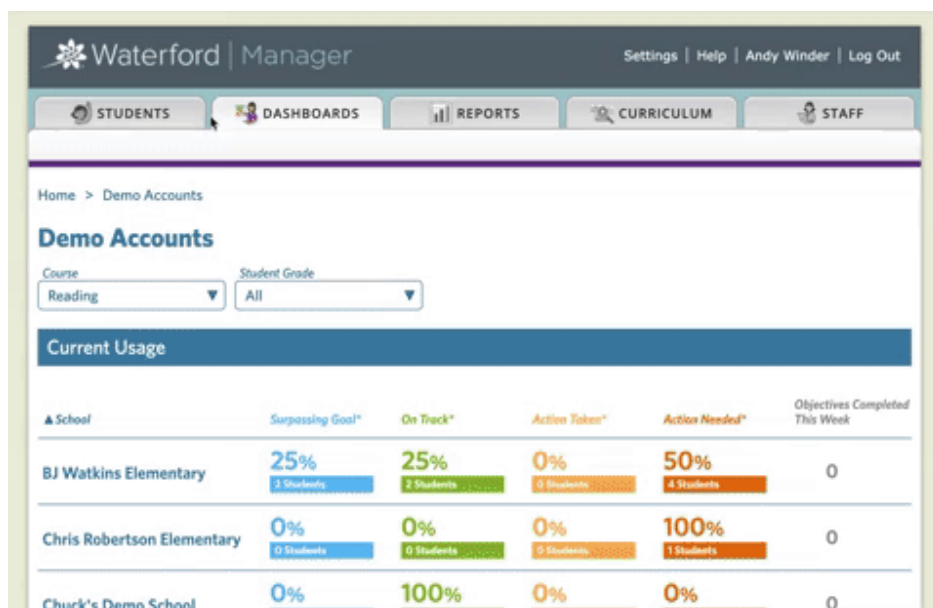 Waterford | Manager
Settings | Help | Andy Winder | Log Out
STUDENTS DASHBOARDS REPORTS CURRICULUM STAFF
Home > Demo Accounts
Demo Accounts
Course Student Grade
Reading All
Current Usage
Objectives Completed
▲ School Surpassing Goal* On Track* Action Taken* Action Needed* This Week
BJ Watkins Elementary 25% 25% 0% 50% 0
2 Students 2 Students 0 Students 4 Students
Chris Robertson Elementary 0% 0% 0% 100% 0
0 Students 0 Students 0 Students 1 Students
Chuck's Demo School 0% 100% 0% 0% 0